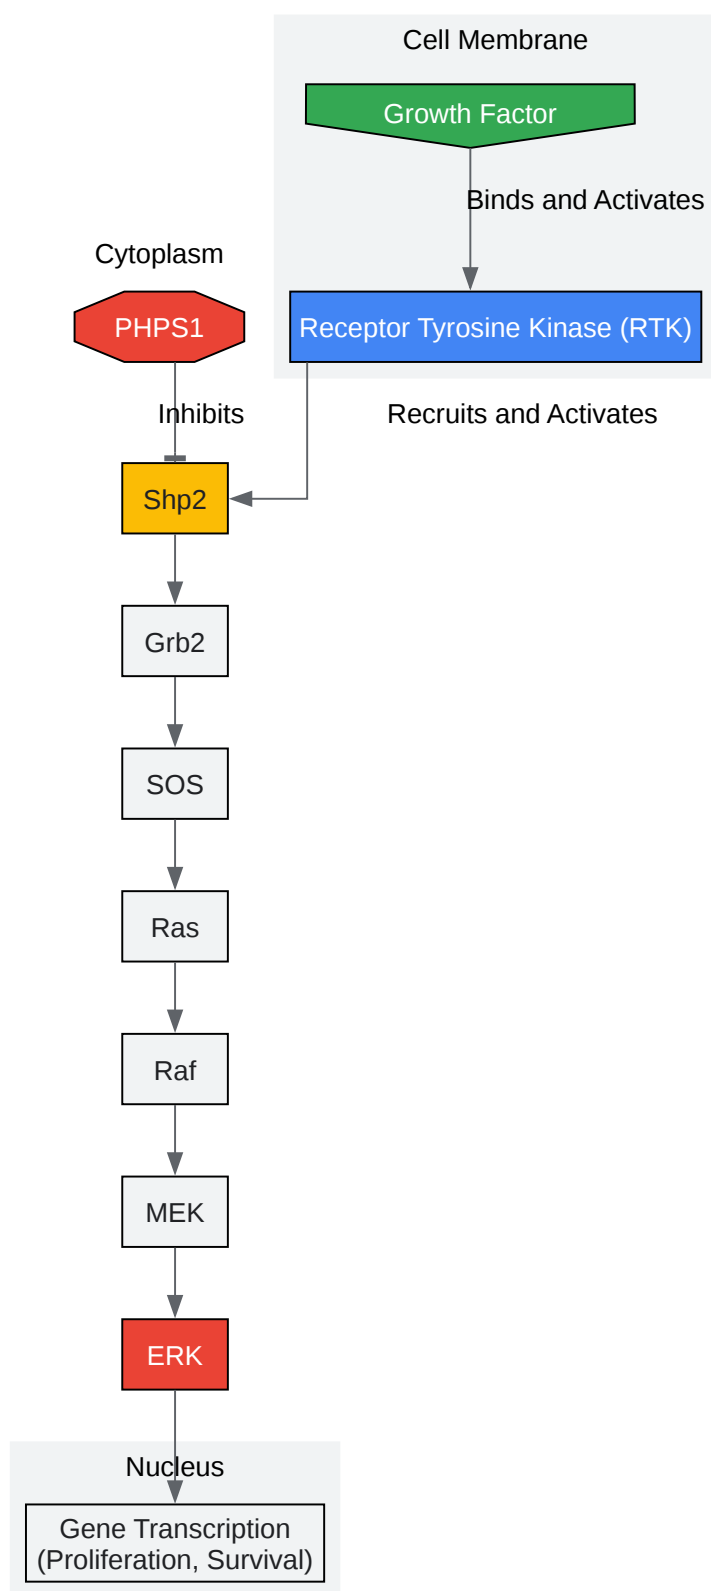 Cell Membrane
Growth Factor
Binds and Activates
Cytoplasm
PHPS1
Receptor Tyrosine Kinase (RTK)
Inhibits
Recruits and Activates
Shp2
Grb2
SOS
Ras
Raf
MEK
ERK
Nucleus
Gene Transcription
(Proliferation, Survival)